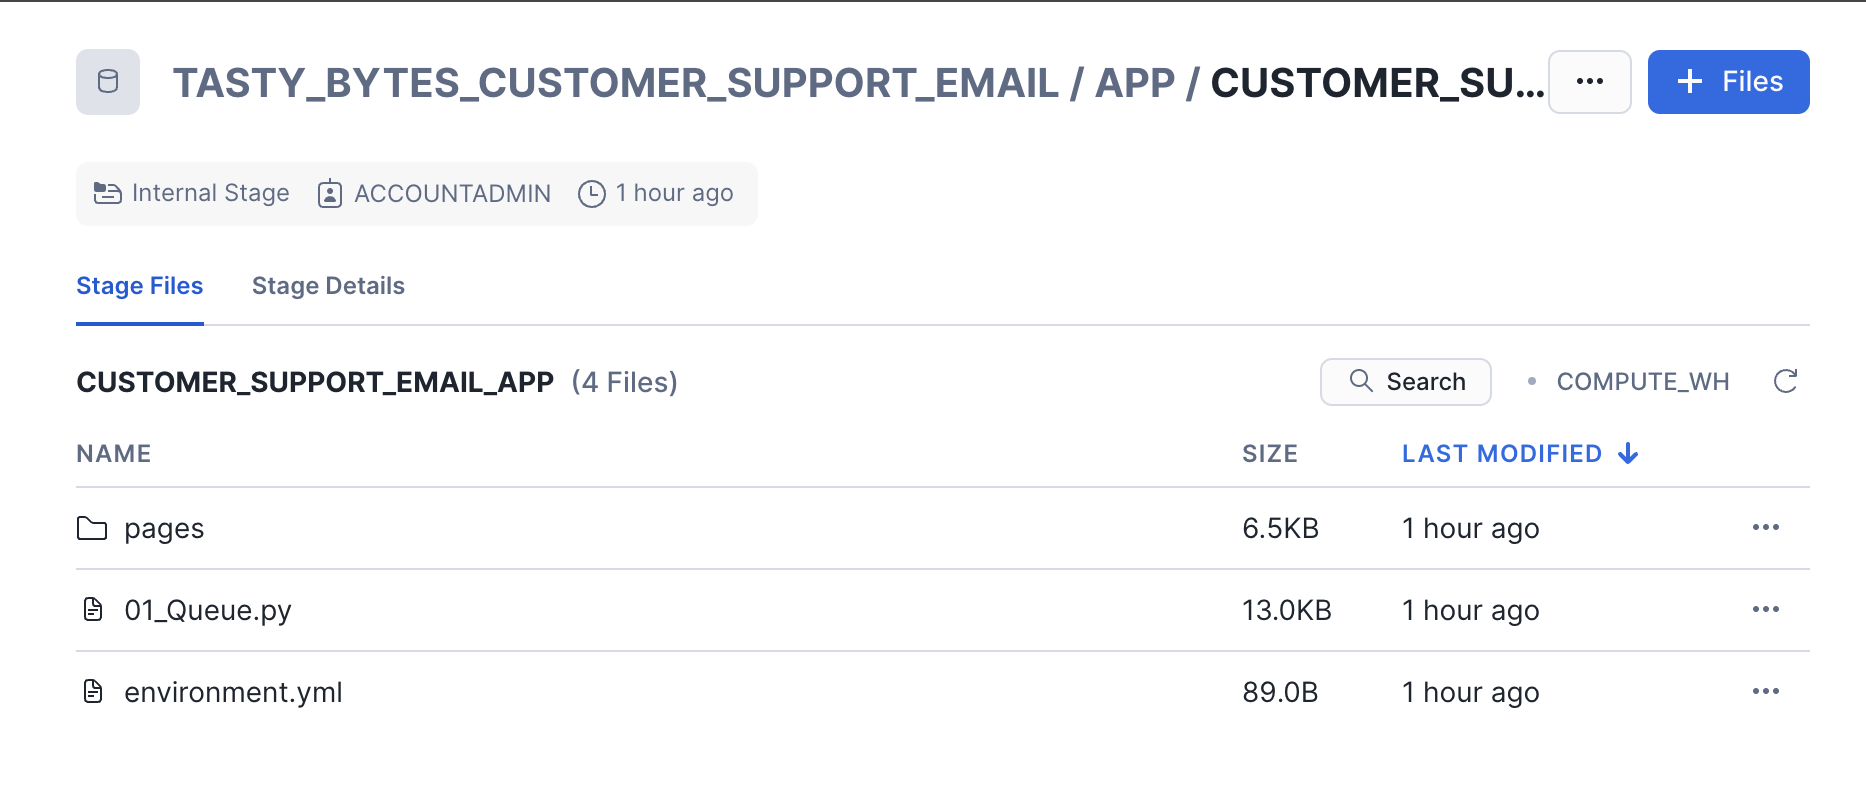 TASTY_BYTES_CUSTOMER_SUPPORT_EMAIL / APP / CUSTOMER_SU... ... + Files
Internal Stage ACCOUNTADMIN 1 hour ago
Stage Files Stage Details
CUSTOMER_SUPPORT_EMAIL_APP (4 Files) Search • COMPUTE_WH
NAME SIZE LAST MODIFIED ↓
pages 6.5KB 1 hour ago ...
01_Queue.py 13.0KB 1 hour ago ...
environment.yml 89.0B 1 hour ago ...